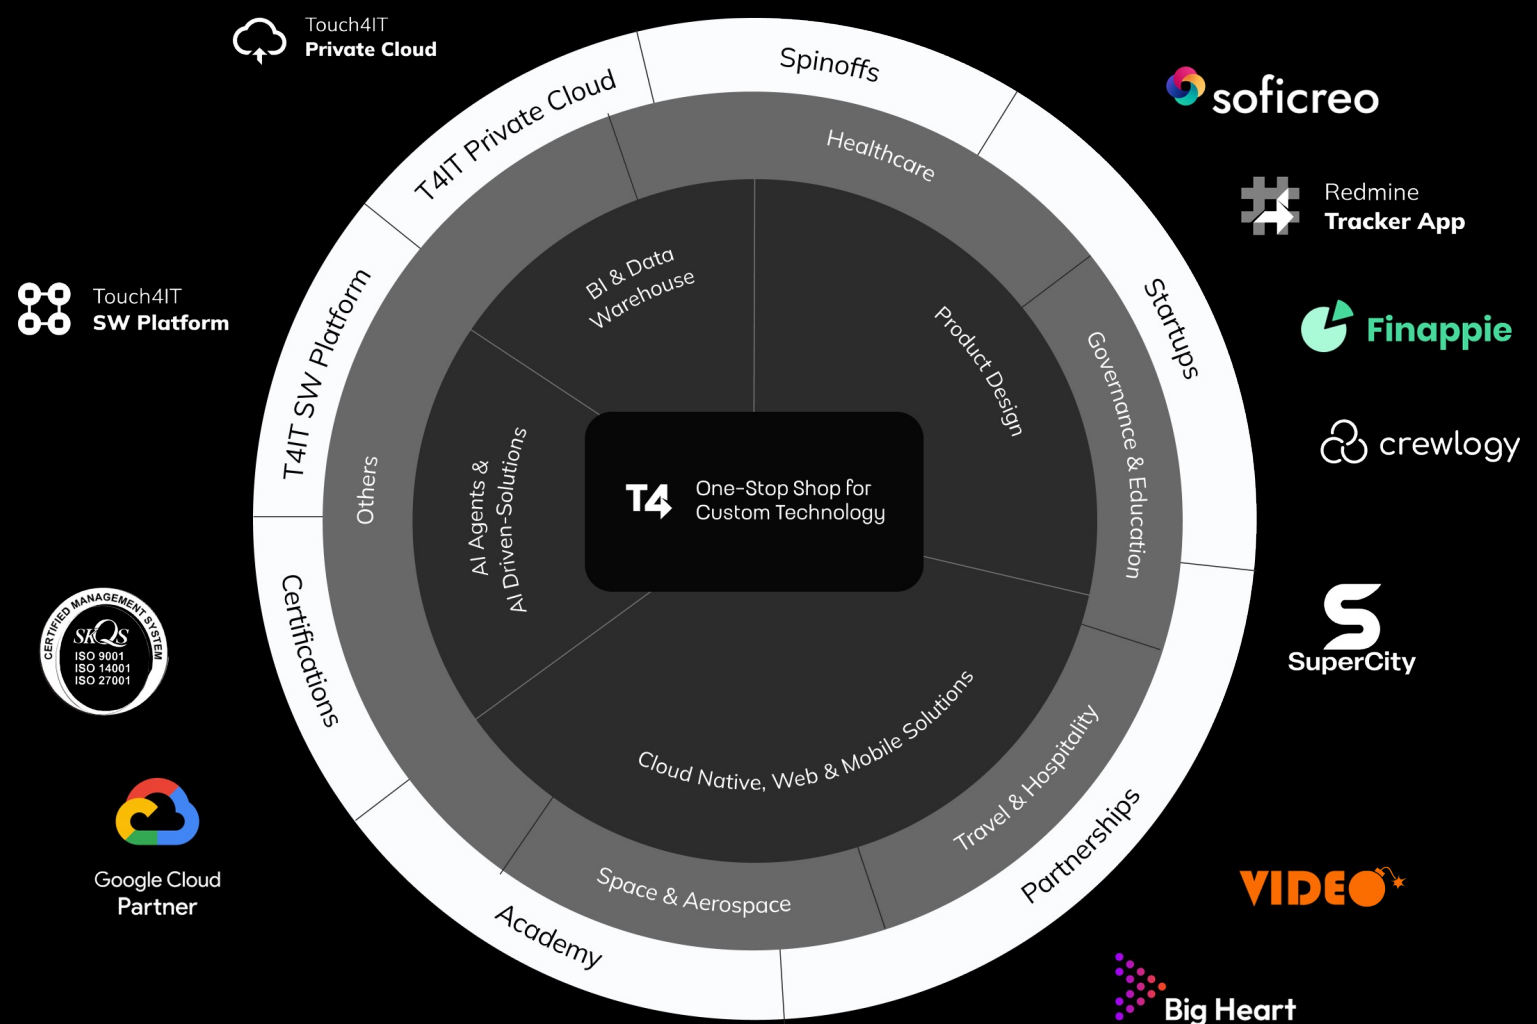 Touch4IT
Private Cloud
Spinoffs
soficreo
T4IT Private Cloud
Healthcare
Redmine
Tracker App
BI & Data
Warehouse
Touch4IT
SW Platform
T4IT SW Platform
Product Design
Startups
Finappie
Governance & Education
crewlogy
Others
AI Agents &
AI Driven-Solutions
T4
One-Stop Shop for
Custom Technology
Certifications
CERTIFIED MANAGEMENT SYSTEM
SKQS
ISO 9001
ISO 14001
ISO 27001
SuperCity
Cloud Native, Web & Mobile Solutions
Travel & Hospitality
Partnerships
Google Cloud
Partner
Space & Aerospace
Academy
VIDEO
Big Heart